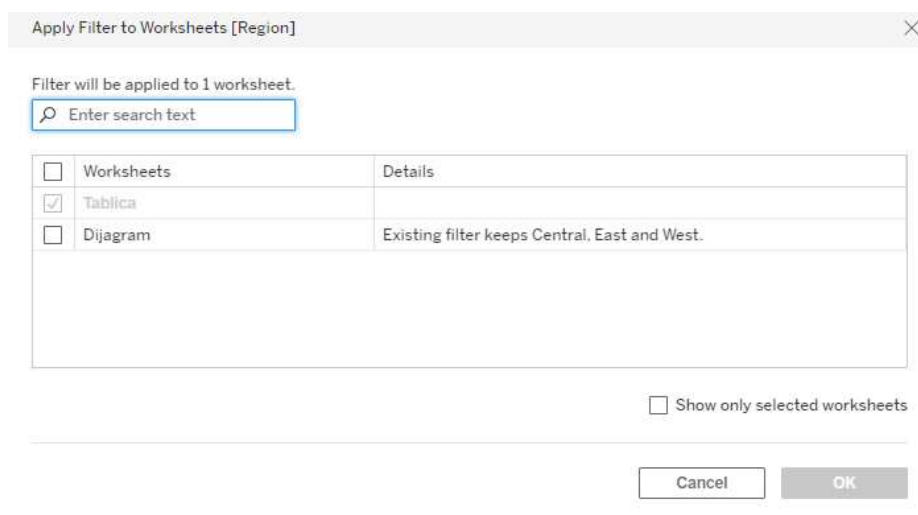 Apply Filter to Worksheets [Region]
Filter will be applied to 1 worksheet.
Enter search text
Worksheets Details
Tablica
Dijagram Existing filter keeps Central, East and West.
Show only selected worksheets
Cancel OK